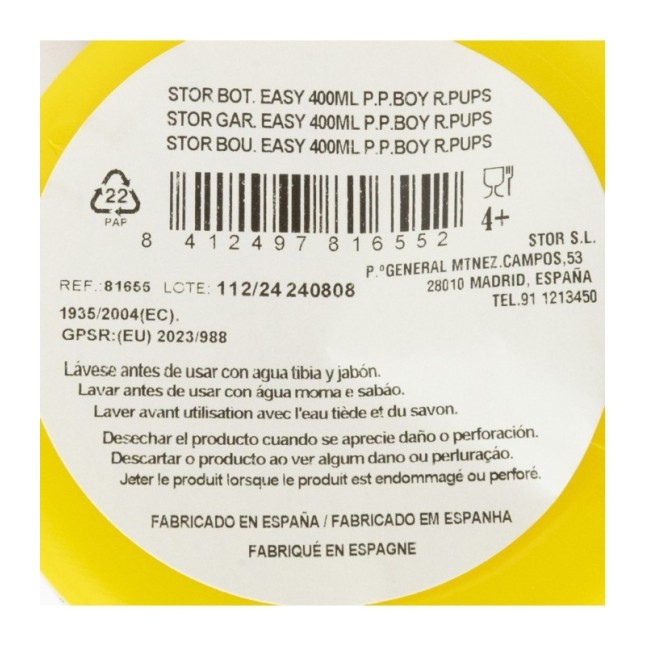 STOR BOT. EASY 400ML P.P.BOY R.PUPS
STOR GAR. EASY 400ML P.P.BOY R.PUPS
STOR BOU. EASY 400ML P.P.BOY R.PUPS
22
PAP
8 412497 816552
4+
STOR S.L.
P.ºGENERAL MTNEZ.CAMPOS,53
28010 MADRID, ESPAÑA
TEL.91 1213450
REF.:81655 LOTE: 112/24 240808
1935/2004(EC).
GPSR:(EU) 2023/988
Lávese antes de usar con agua tibia y jabón.
Lavar antes de usar con água morna e sabáo.
Laver avant utilisation avec l'eau tiède et du savon.
Desechar el producto cuando se aprecie daño o perforación.
Descartar o producto ao ver algum dano ou perfuração.
Jeter le produit lorsque le produit est endommagé ou perforé.
FABRICADO EN ESPAÑA / FABRICADO EM ESPANHA
FABRIQUÉ EN ESPAGNE